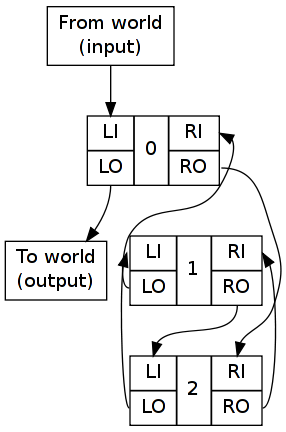 From world
(input)
LI 0 RI
LO RO
To world
(output)
LI 1 RI
LO RO
LI 2 RI
LO RO